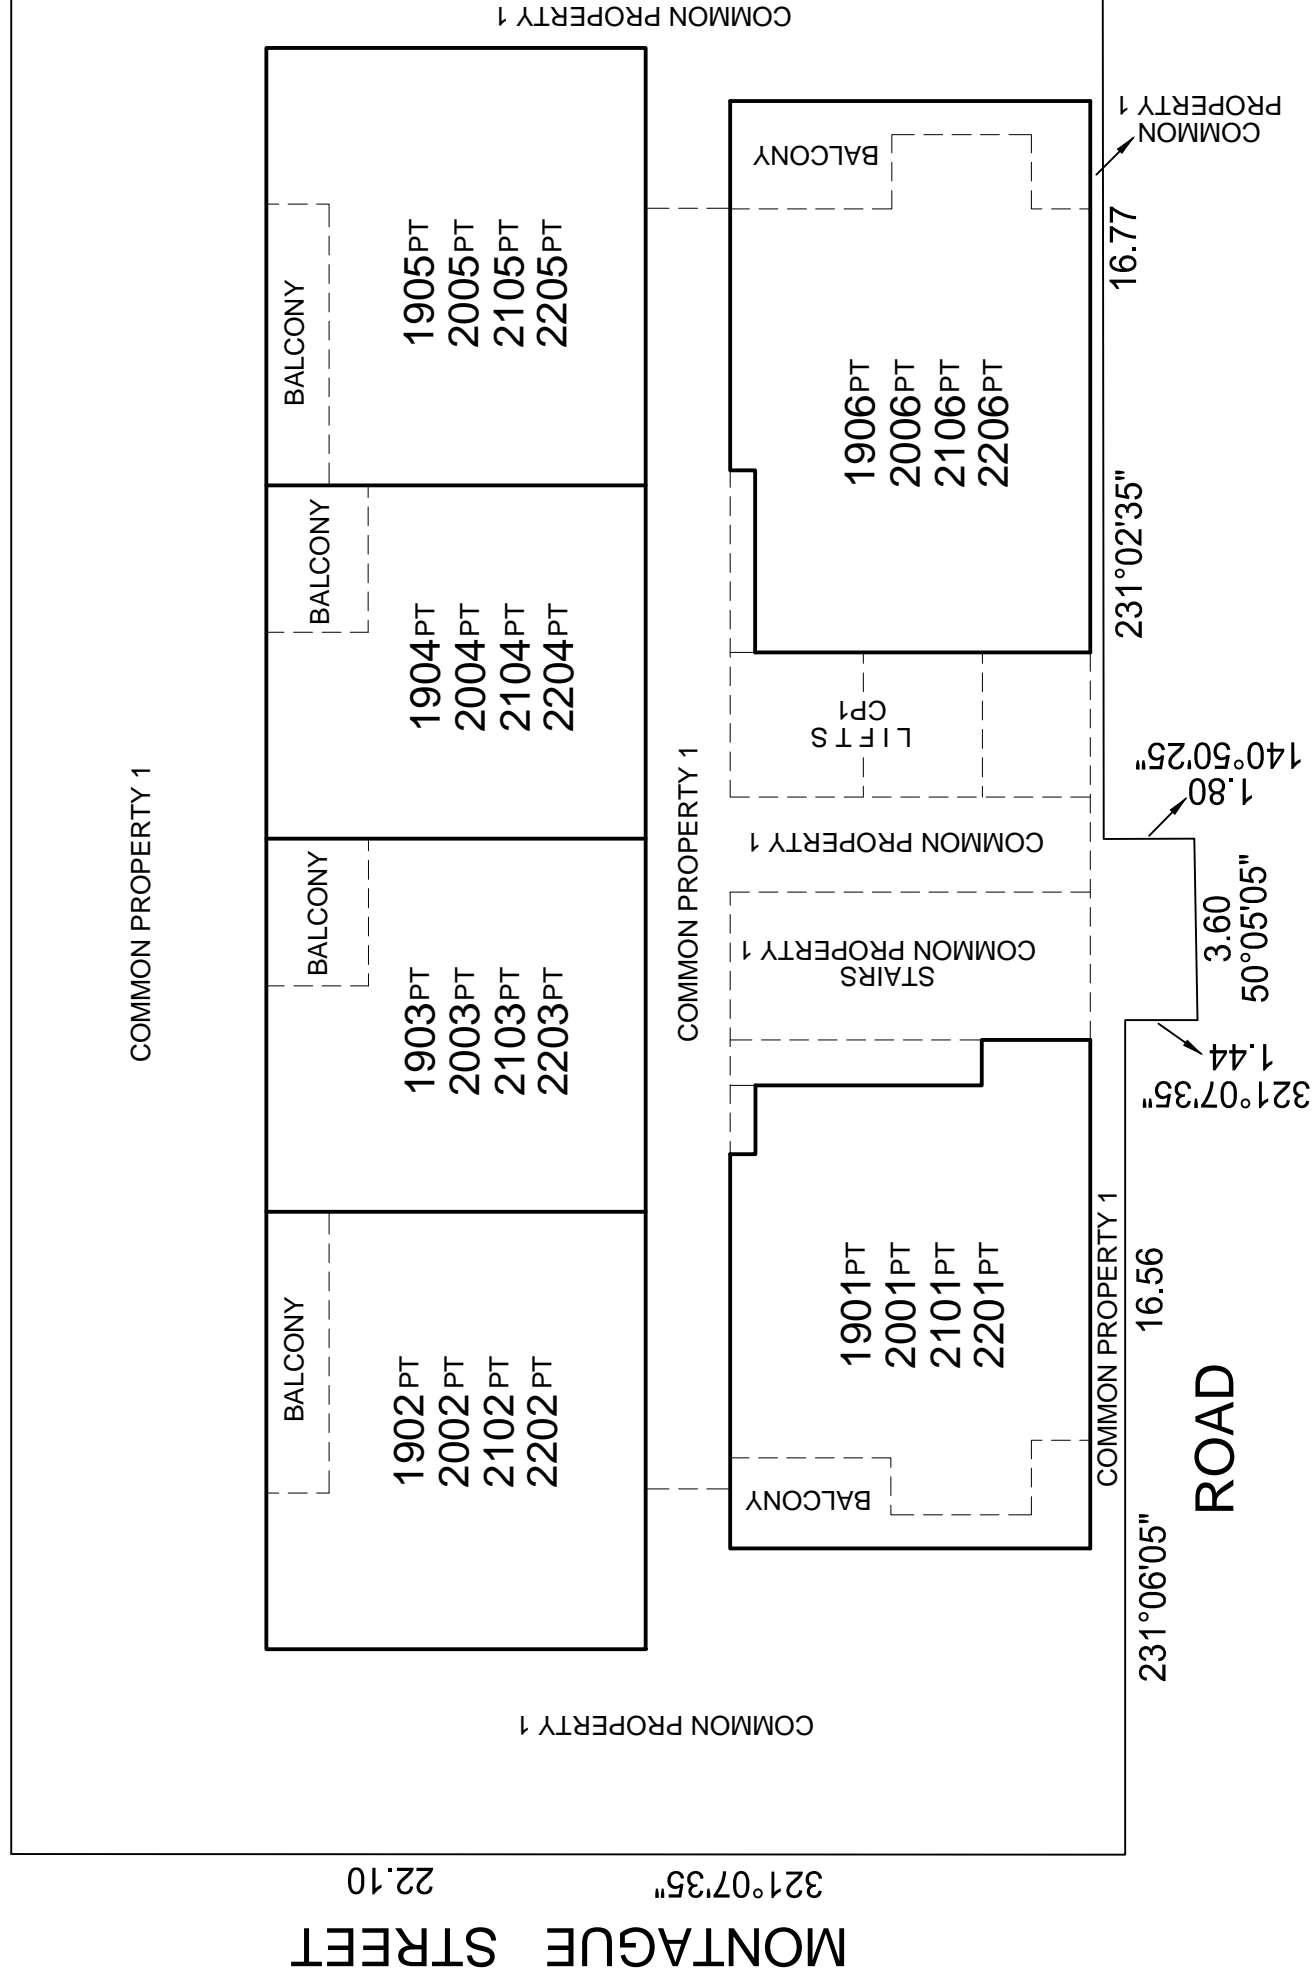 COMMON PROPERTY 1
COMMON PROPERTY 1
BALCONY
1905PT
2005PT
2105PT
2205PT
BALCONY
1904PT
2004PT
2104PT
2204PT
BALCONY
1903PT
2003PT
2103PT
2203PT
BALCONY
1902PT
2002PT
2102PT
2202PT
COMMON PROPERTY 1
BALCONY
1906PT
2006PT
2106PT
2206PT
LIFTS
CP1
COMMON PROPERTY 1
STAIRS
COMMON PROPERTY 1
1901PT
2001PT
2101PT
2201PT
BALCONY
COMMON
PROPERTY 1
16.77
231°02'35"
140°50'25"
1.80
3.60
50°05'05"
1.44
321°07'35"
COMMON PROPERTY 1
16.56
231°06'05"
ROAD
COMMON PROPERTY 1
22.10
321°07'35"
MONTAGUE STREET